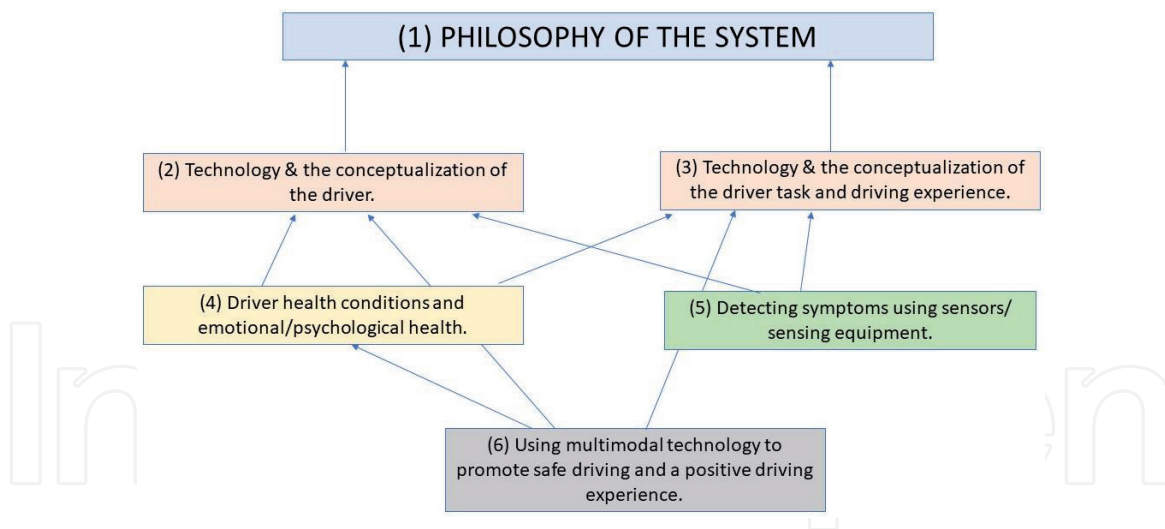 (1) PHILOSOPHY OF THE SYSTEM
(2) Technology & the conceptualization of
the driver.
(3) Technology & the conceptualization of
the driver task and driving experience.
(4) Driver health conditions and
emotional/psychological health.
(5) Detecting symptoms using sensors/
sensing equipment.
(6) Using multimodal technology to
promote safe driving and a positive driving
experience.